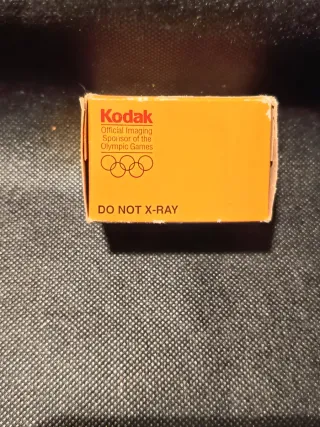 Kodak
Official Imaging
Sponsor of the
Olympic Games
DO NOT X-RAY